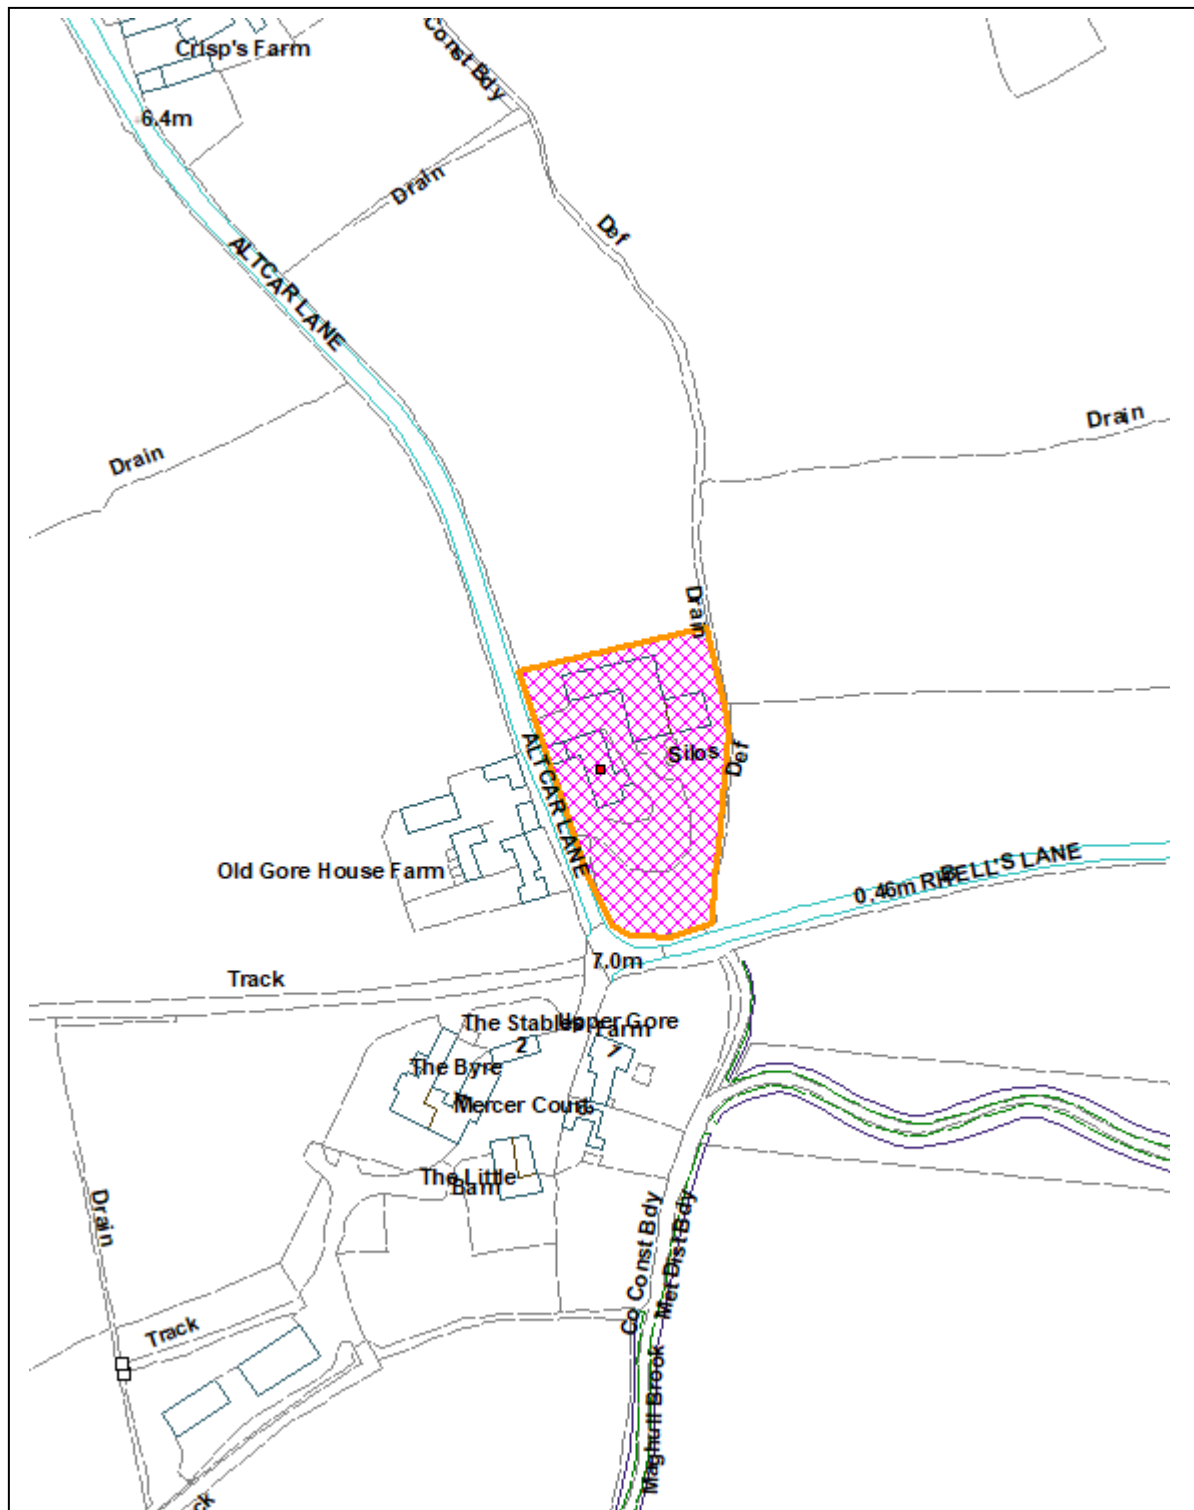 Crisp's Farm
Const Bdy
6.4m
Drain
Def
ALTCAR LANE
Drain
Drain
Drain
Silos
Def
ALTCAR LANE
Old Gore House Farm
0.46m
LANE
7.0m
Track
The Stables
Upper Gore
Farm
2
1
The Byre
Mercer Court
The Little
Barn
Drain
Co Const Bdy
Met Dist Bdy
Track
Maghull Brook
ck